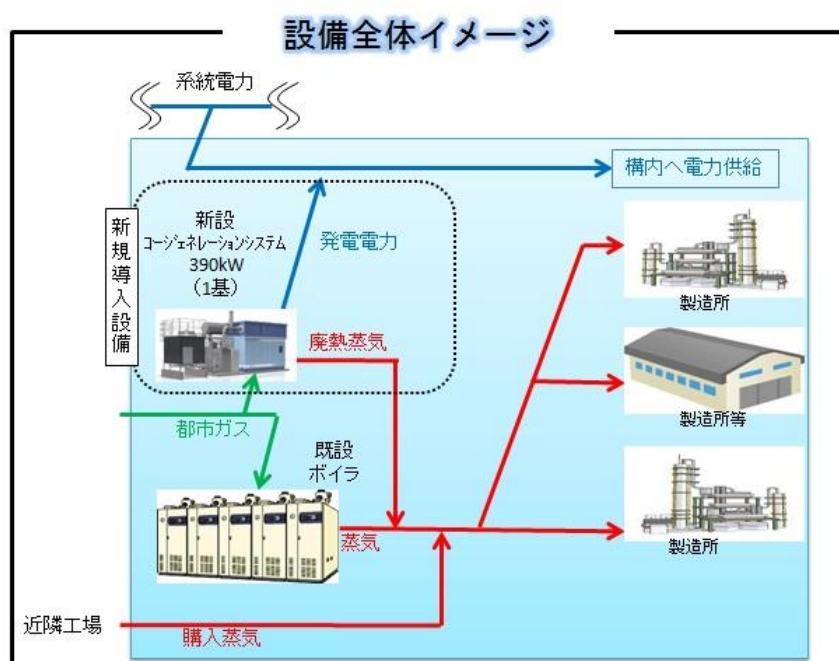 設備全体イメージ
系統電力
構内へ電力供給
新規導入設備
新設
コージェネレーションシステム
390kW
（1基）
発電電力
製造所
廃熱蒸気
製造所等
都市ガス
既設
ボイラ
蒸気
製造所
近隣工場
購入蒸気